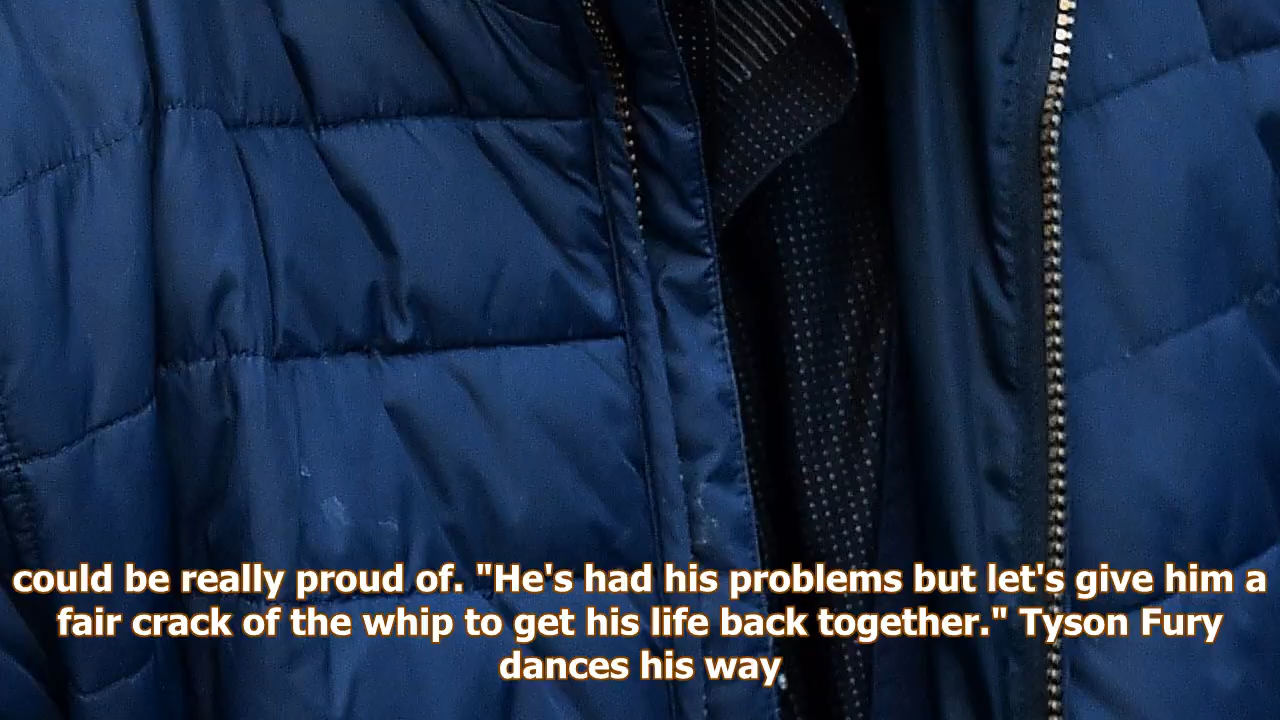 could be really proud of. "He's had his problems but let's give him a
fair crack of the whip to get his life back together." Tyson Fury
dances his way